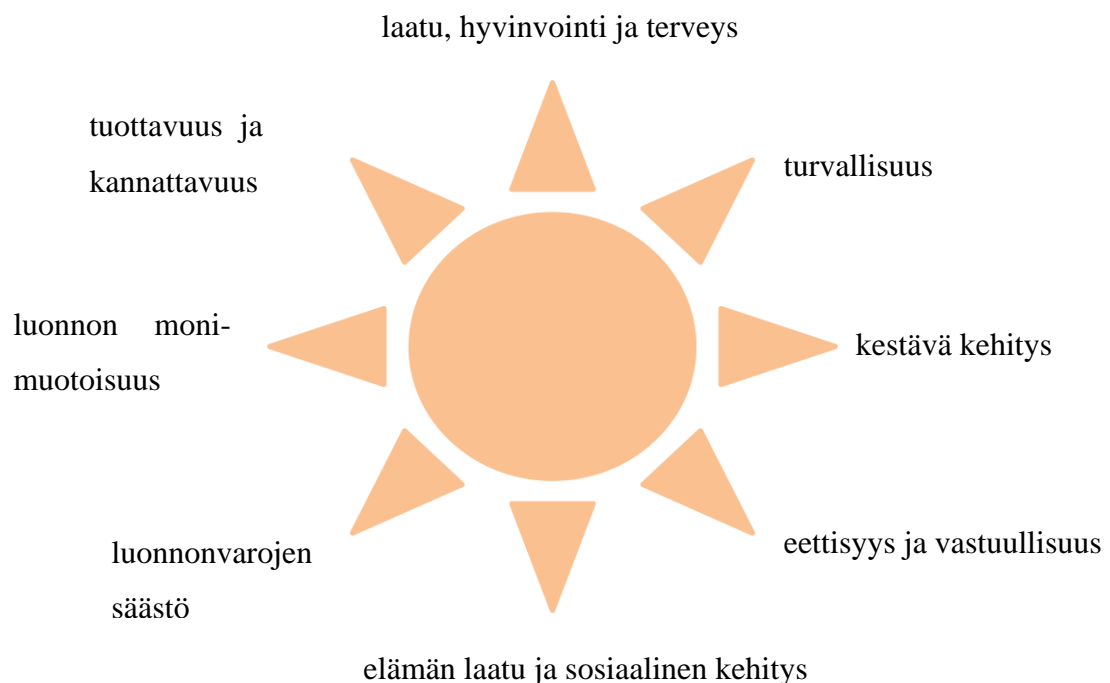 laatu, hyvinvointi ja terveys
tuottavuus ja
kannattavuus
turvallisuus
luonnon moni-
muotoisuus
kestävä kehitys
luonnonvarojen
säästö
eettisyys ja vastuullisuus
elämän laatu ja sosiaalinen kehitys